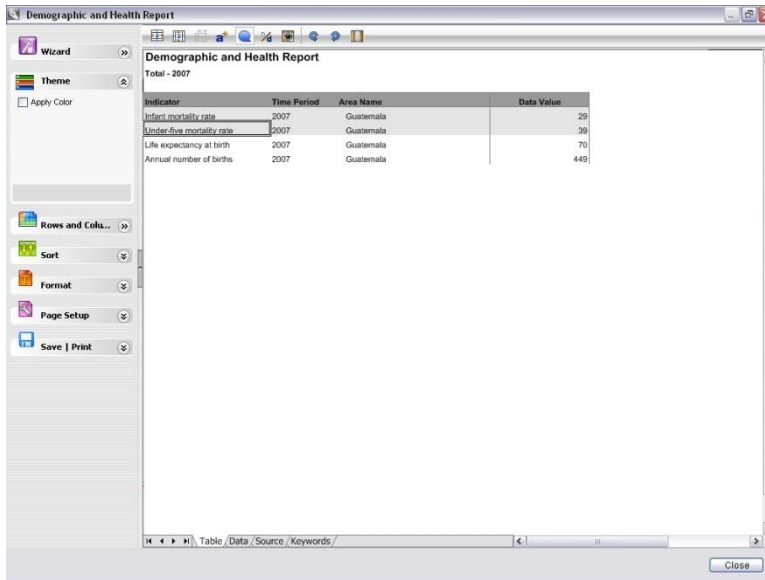 Demographic and Health Report
Wizard
Theme
Apply Color
Rows and Colu...
Sort
Format
Page Setup
Save | Print
Demographic and Health Report
Total - 2007
Indicator Time Period Area Name Data Value
Infant mortality rate 2007 Guatemala 29
Under-five mortality rate 2007 Guatemala 39
Life expectancy at birth 2007 Guatemala 70
Annual number of births 2007 Guatemala 449
Table Data Source Keywords
Close